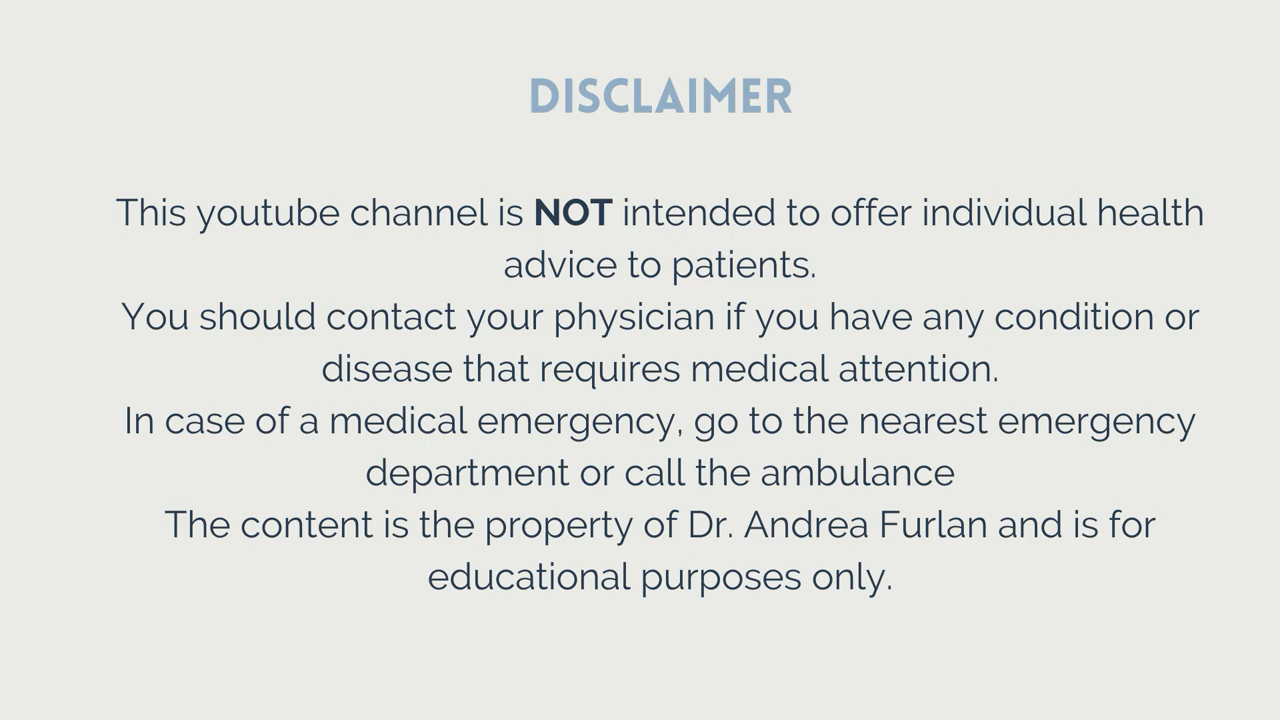 DISCLAIMER
This youtube channel is NOT intended to offer individual health
advice to patients.
You should contact your physician if you have any condition or
disease that requires medical attention.
In case of a medical emergency, go to the nearest emergency
department or call the ambulance
The content is the property of Dr. Andrea Furlan and is for
educational purposes only.